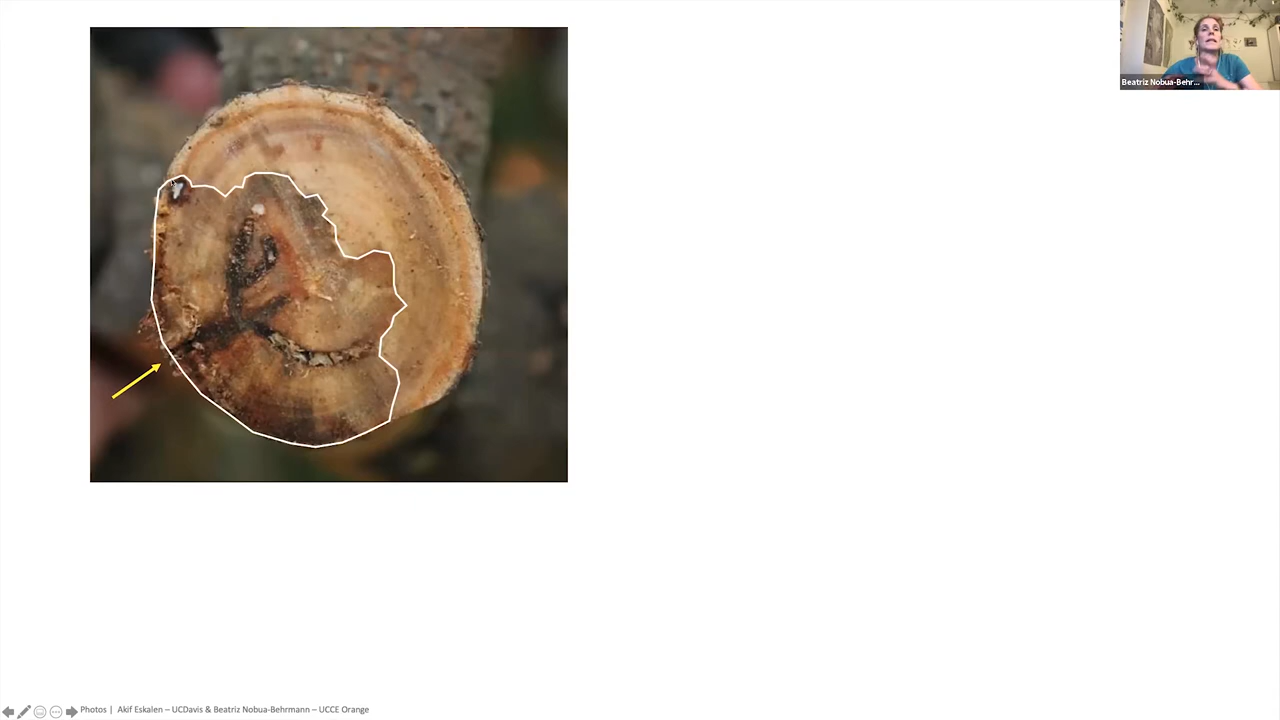 Beatriz Nobua-Behr...
Photos | Akif Eskalen – UCDavis & Beatriz Nobua-Behrmann – UCCE Orange